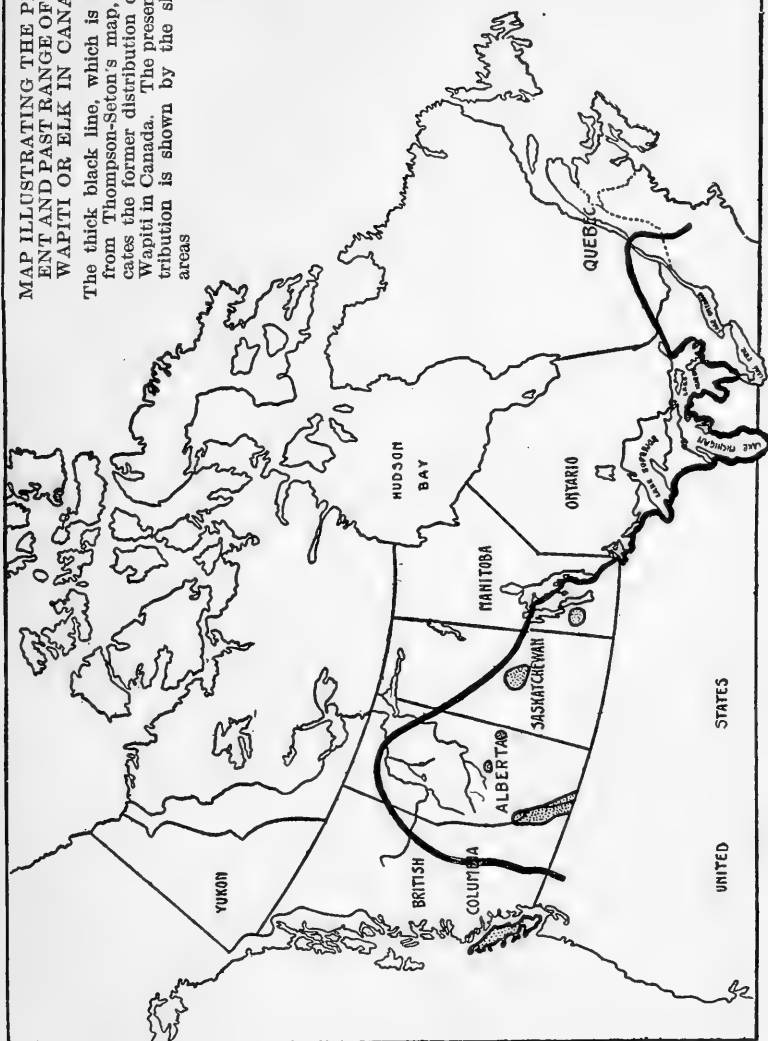 MAP ILLUSTRATING THE P
ENT AND PAST RANGE OF
WAPITI OR ELK IN CANA
The thick black line, which is
from Thompson-Seton's map,
cates the former distribution o
Wapiti in Canada. The presen
tribution is shown by the sh
areas
YUKON
HUDSON
BAY
BRITISH
COLUMBIA
ALBERTA
SASKATCHEWAN
MANITOBA
ONTARIO
QUEBEC
LAKE SUPERIOR
LAKE MICHIGAN
LAKE
UNITED
STATES